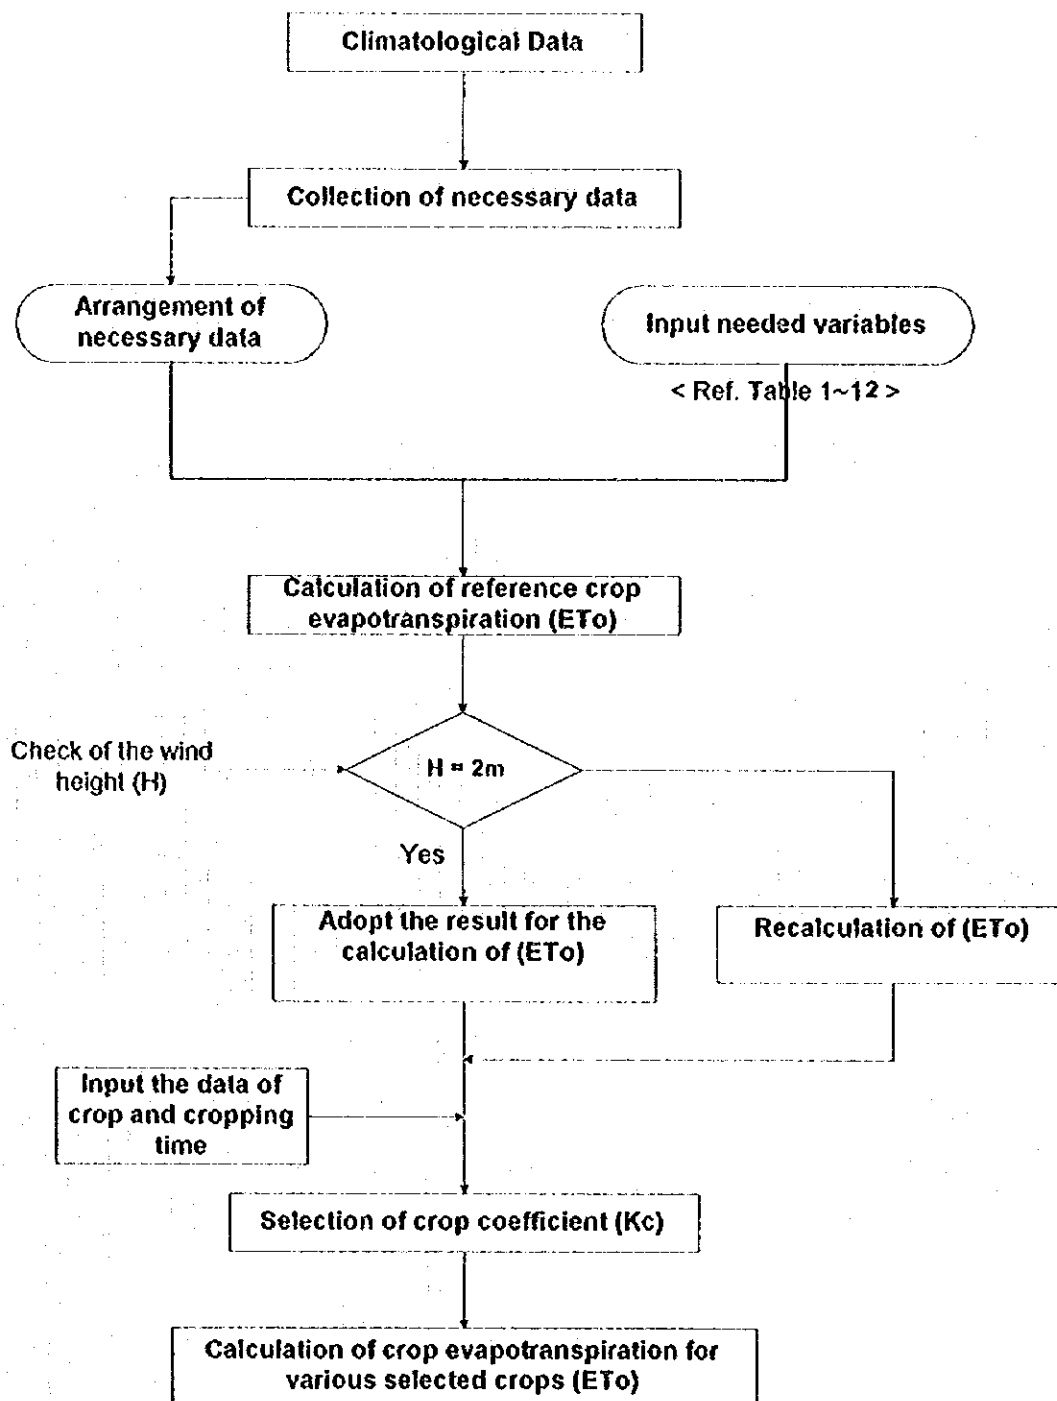 Climatological Data
Collection of necessary data
Arrangement of
necessary data
Input needed variables
< Ref. Table 1~12 >
Calculation of reference crop
evapotranspiration (ETo)
Check of the wind
height (H)
H = 2m
Yes
Adopt the result for the
calculation of (ETo)
Recalculation of (ETo)
Input the data of
crop and cropping
time
Selection of crop coefficient (Kc)
Calculation of crop evapotranspiration for
various selected crops (ETo)